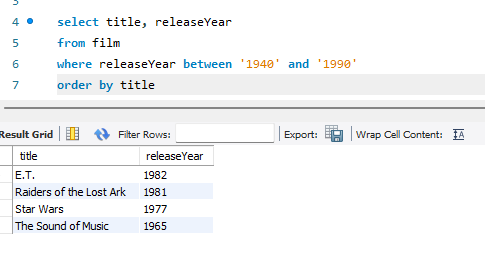 3
4 select title, releaseYear
5 from film
6 where releaseYear between '1940' and '1990'
7 order by title
Result Grid Filter Rows: Export: Wrap Cell Content: IA
title releaseYear
E.T. 1982
Raiders of the Lost Ark 1981
Star Wars 1977
The Sound of Music 1965